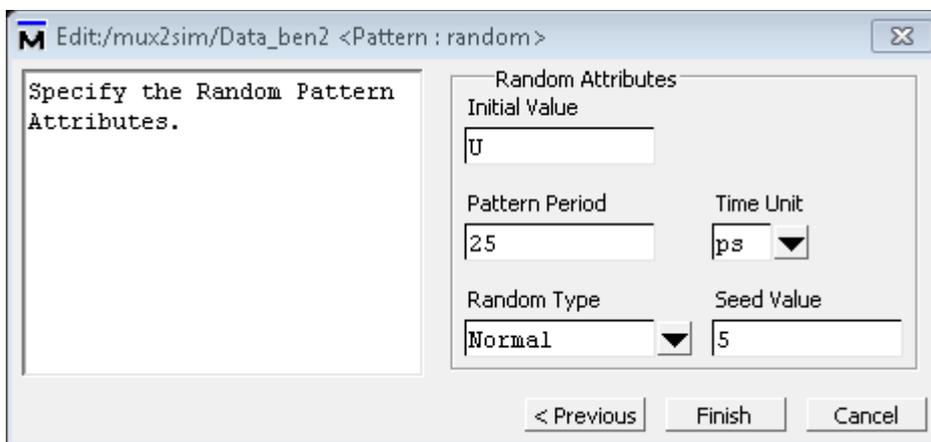 M Edit:/mux2sim/Data_ben2 <Pattern : random>
Specify the Random Pattern
Attributes.
Random Attributes
Initial Value
U
Pattern Period
Time Unit
25
ps
Random Type
Seed Value
Normal
5
< Previous
Finish
Cancel